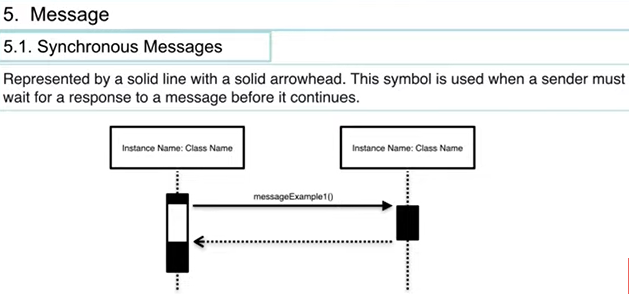 5. Message
5.1. Synchronous Messages
Represented by a solid line with a solid arrowhead. This symbol is used when a sender must
wait for a response to a message before it continues.
Instance Name: Class Name
Instance Name: Class Name
messageExample1()